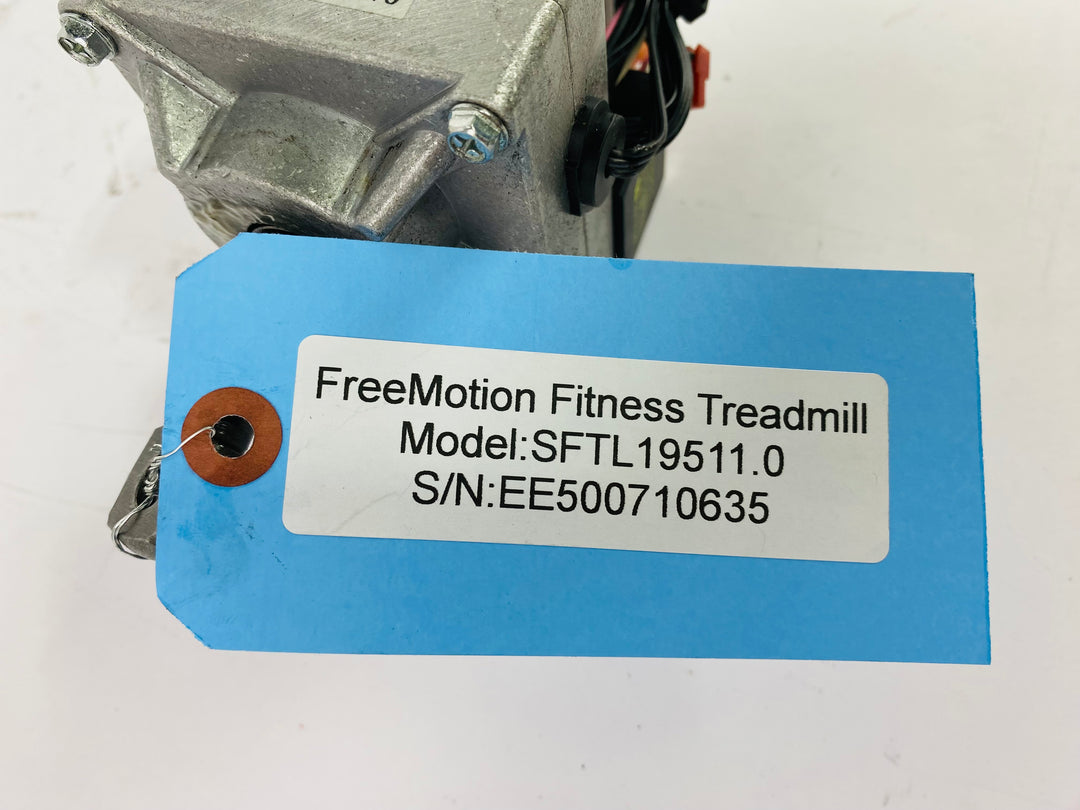 FreeMotion Fitness Treadmill
Model:SFTL19511.0
S/N:EE500710635